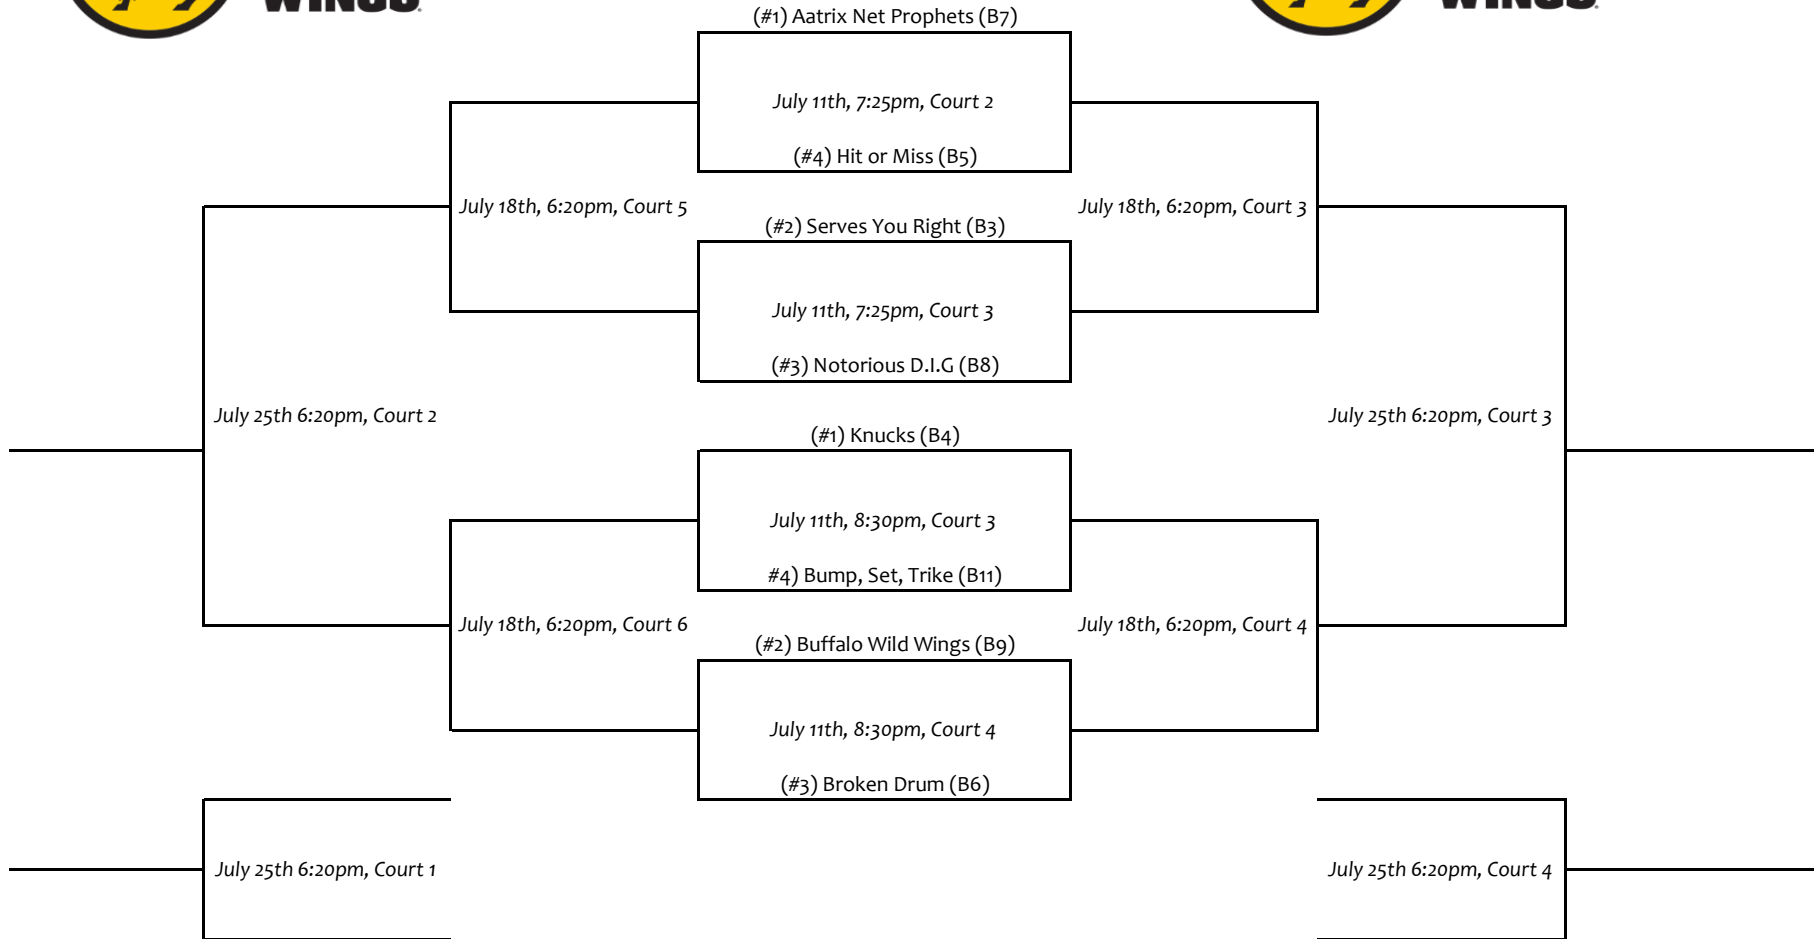 WINGS
WINGS
(#1) Aatrix Net Prophets (B7)
July 11th, 7:25pm, Court 2
(#4) Hit or Miss (B5)
July 18th, 6:20pm, Court 5
July 18th, 6:20pm, Court 3
(#2) Serves You Right (B3)
July 11th, 7:25pm, Court 3
(#3) Notorious D.I.G (B8)
July 25th 6:20pm, Court 2
July 25th 6:20pm, Court 3
(#1) Knucks (B4)
July 11th, 8:30pm, Court 3
#4) Bump, Set, Trike (B11)
July 18th, 6:20pm, Court 6
July 18th, 6:20pm, Court 4
(#2) Buffalo Wild Wings (B9)
July 11th, 8:30pm, Court 4
(#3) Broken Drum (B6)
July 25th 6:20pm, Court 1
July 25th 6:20pm, Court 4